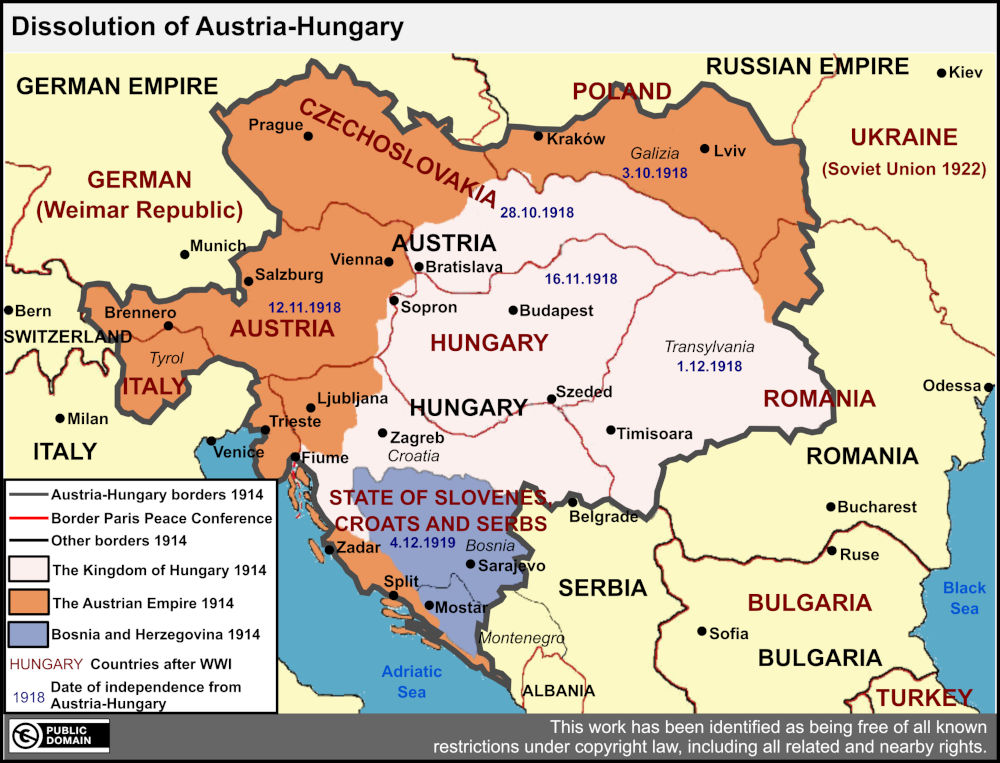 Dissolution of Austria-Hungary
GERMAN EMPIRE
RUSSIAN EMPIRE
Kiev
POLAND
CZECHOSLOVAKIA
Prague
Kraków
Galizia
3.10.1918
Lviv
UKRAINE
(Soviet Union 1922)
GERMAN
(Weimar Republic)
28.10.1918
Munich
AUSTRIA
Vienna
Bratislava
Salzburg
16.11.1918
12.11.1918
Sopron
Budapest
Bern
Brennero
AUSTRIA
SWITZERLAND
HUNGARY
Tyrol
Transylvania
1.12.1918
ITALY
Odessa
Szeded
ROMANIA
Ljubljana
HUNGARY
Milan
Trieste
Zagreb
Croatia
Timisoara
ITALY
Venice
Fiume
ROMANIA
STATE OF SLOVENES,
CROATS AND SERBS
Belgrade
Bucharest
4.12.1919
Zadar
Bosnia
Sarajevo
Ruse
Split
SERBIA
Mostar
BULGARIA
Black
Sea
Sofia
Montenegro
BULGARIA
Adriatic
Sea
ALBANIA
TURKEY
Austria-Hungary borders 1914
Border Paris Peace Conference
Other borders 1914
The Kingdom of Hungary 1914
The Austrian Empire 1914
Bosnia and Herzegovina 1914
HUNGARY Countries after WWI
1918 Date of independence from
Austria-Hungary
PUBLIC
DOMAIN
This work has been identified as being free of all known
restrictions under copyright law, including all related and nearby rights.